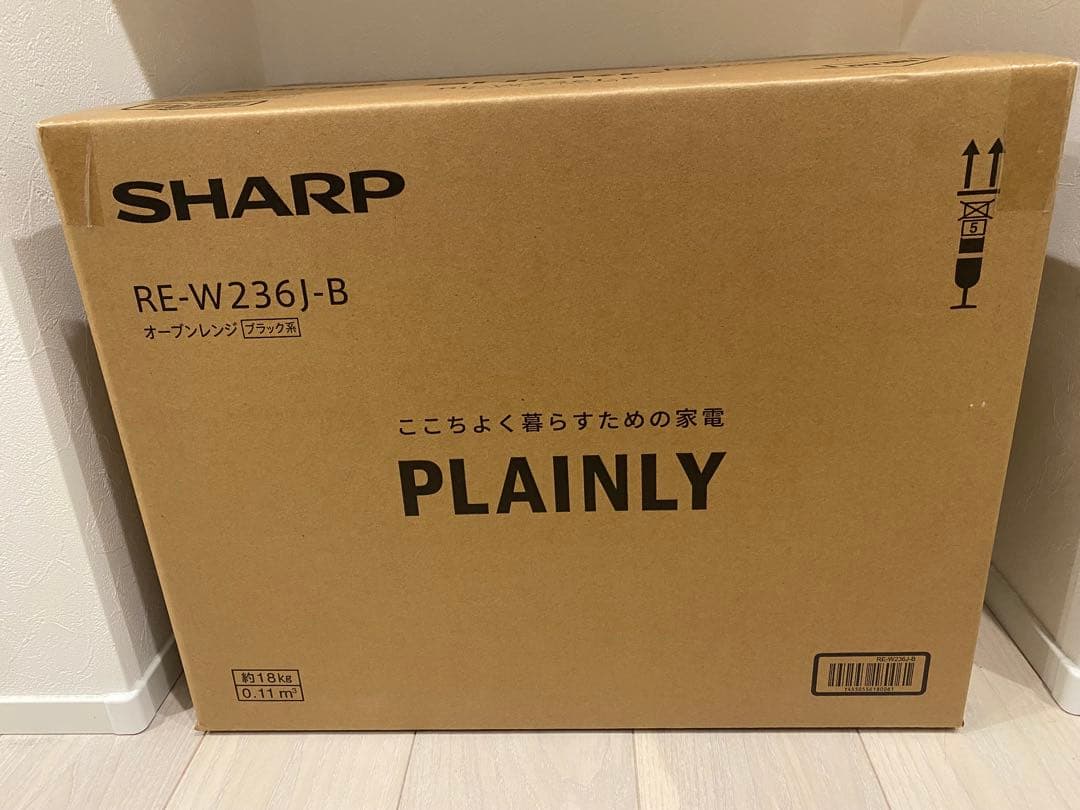 SHARP
RE-W236J-B
オーブンレンジ ブラック系
5
ここちよく暮らすための家電
PLAINLY
約18kg
0.11m³
RE-W236J-B